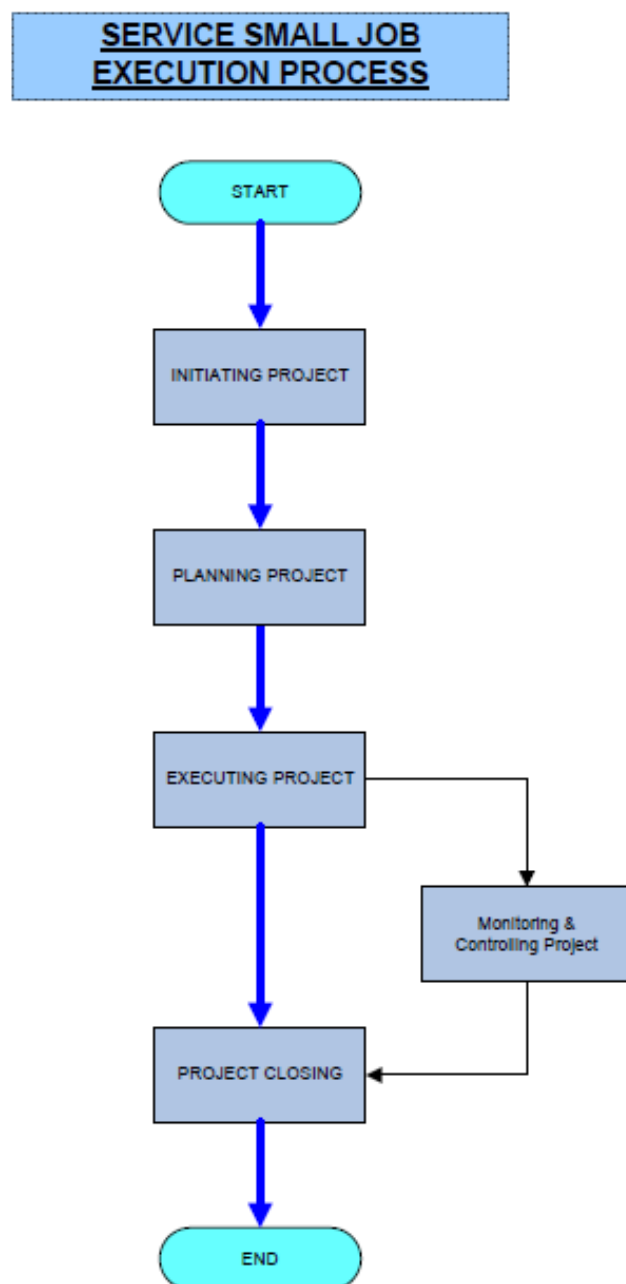 SERVICE SMALL JOB
EXECUTION PROCESS
START
INITIATING PROJECT
PLANNING PROJECT
EXECUTING PROJECT
Monitoring &
Controlling Project
PROJECT CLOSING
END